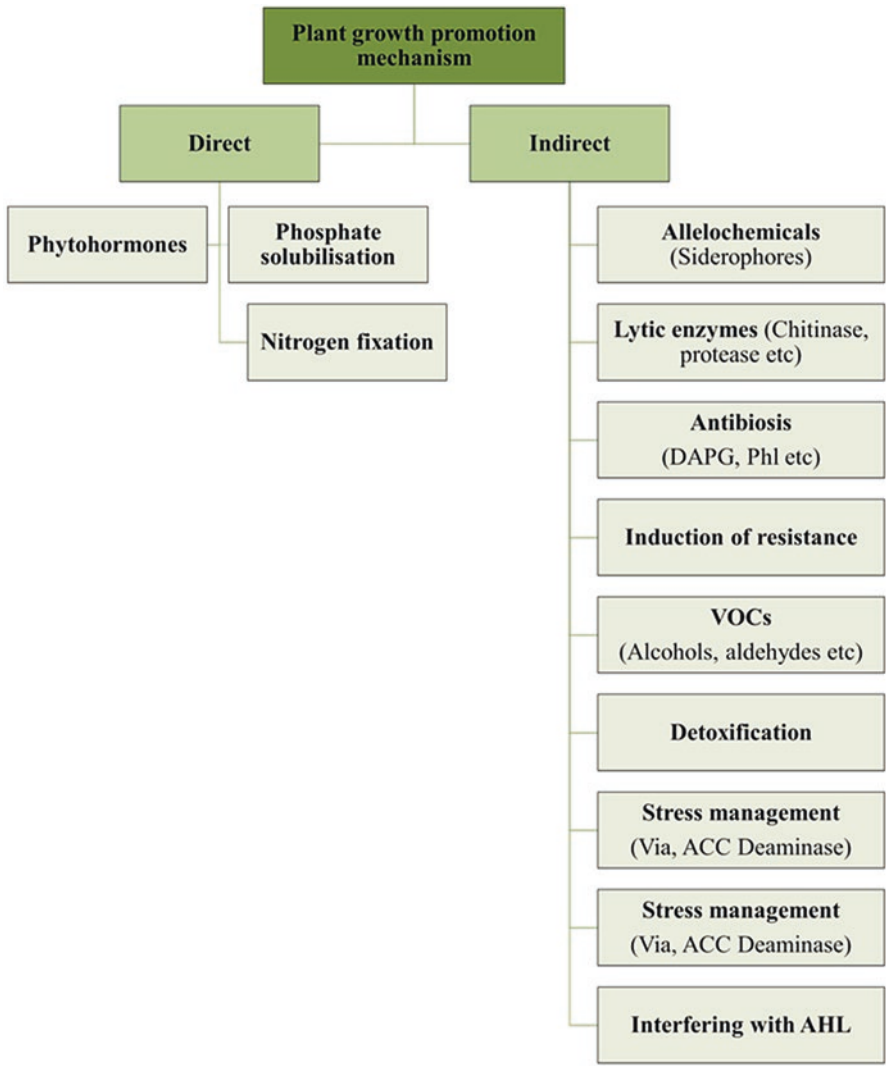 Plant growth promotion
mechanism
Direct
Indirect
Phytohormones
Phosphate
solubilisation
Nitrogen fixation
Allelochemicals
(Siderophores)
Lytic enzymes (Chitinase,
protease etc)
Antibiosis
(DAPG, Phl etc)
Induction of resistance
VOCs
(Alcohols, aldehydes etc)
Detoxification
Stress management
(Via, ACC Deaminase)
Stress management
(Via, ACC Deaminase)
Interfering with AHL